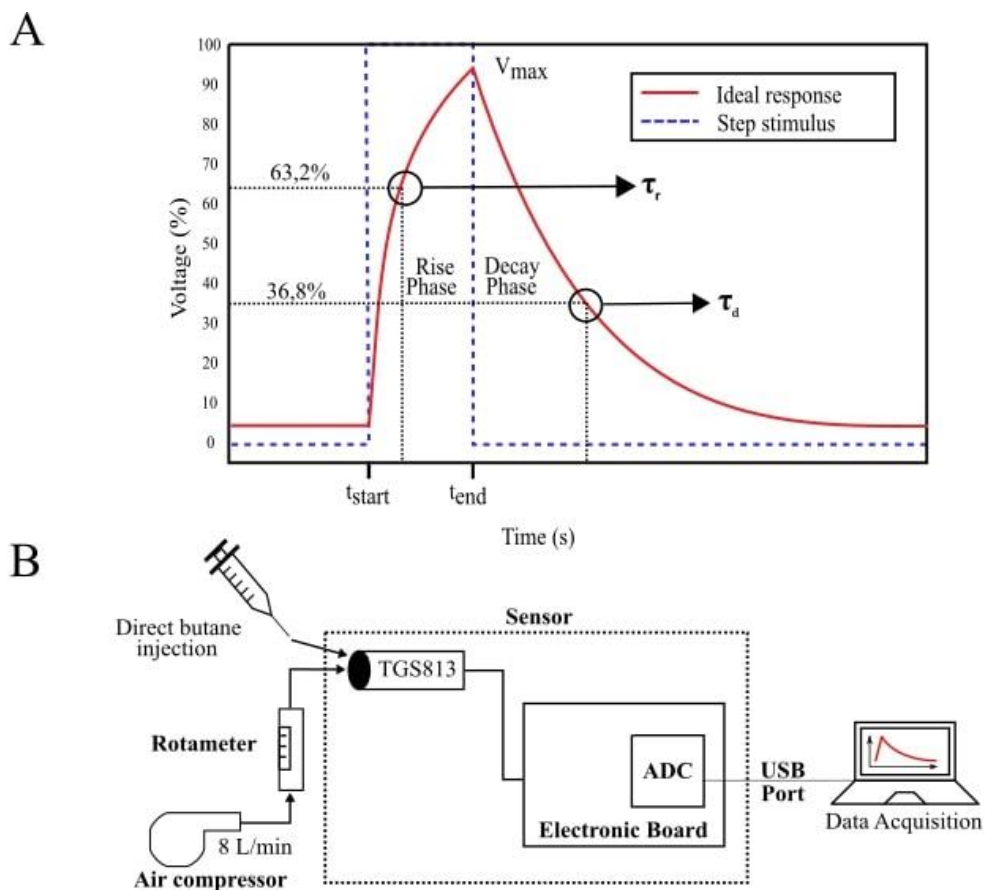 A
100
90
80
70
60
50
40
30
20
10
0
Voltage (%)
63,2%
36,8%
Vmax
Ideal response
Step stimulus
τr
τd
Rise
Phase
Decay
Phase
tstart
tend
Time (s)
B
Direct butane
injection
Sensor
TGS813
Rotameter
8 L/min
Air compressor
ADC
Electronic Board
USB
Port
Data Acquisition